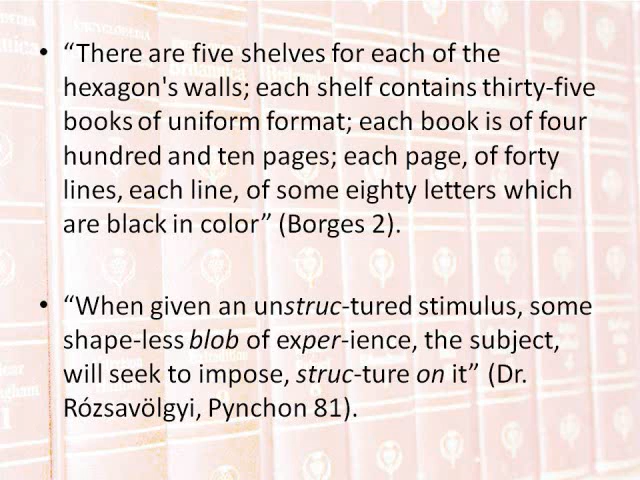 • “There are five shelves for each of the
hexagon's walls; each shelf contains thirty-five
books of uniform format; each book is of four
hundred and ten pages; each page, of forty
lines, each line, of some eighty letters which
are black in color” (Borges 2).
• “When given an unstruc-tured stimulus, some
shape-less blob of exper-ience, the subject,
will seek to impose, struc-ture on it” (Dr.
Rózsavölgyi, Pynchon 81).